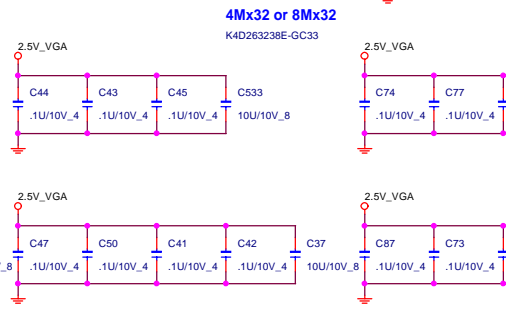 4Mx32 or 8Mx32
K4D263238E-GC33
2.5V_VGA
2.5V_VGA
C44 C43 C45 C533 C74 C77
.1U/10V_4 .1U/10V_4 .1U/10V_4 10U/10V_8 .1U/10V_4 .1U/10V_4
2.5V_VGA
2.5V_VGA
C47 C50 C41 C42 C37 C87 C73
_8 .1U/10V_4 .1U/10V_4 .1U/10V_4 .1U/10V_4 10U/10V_8 .1U/10V_4 .1U/10V_4